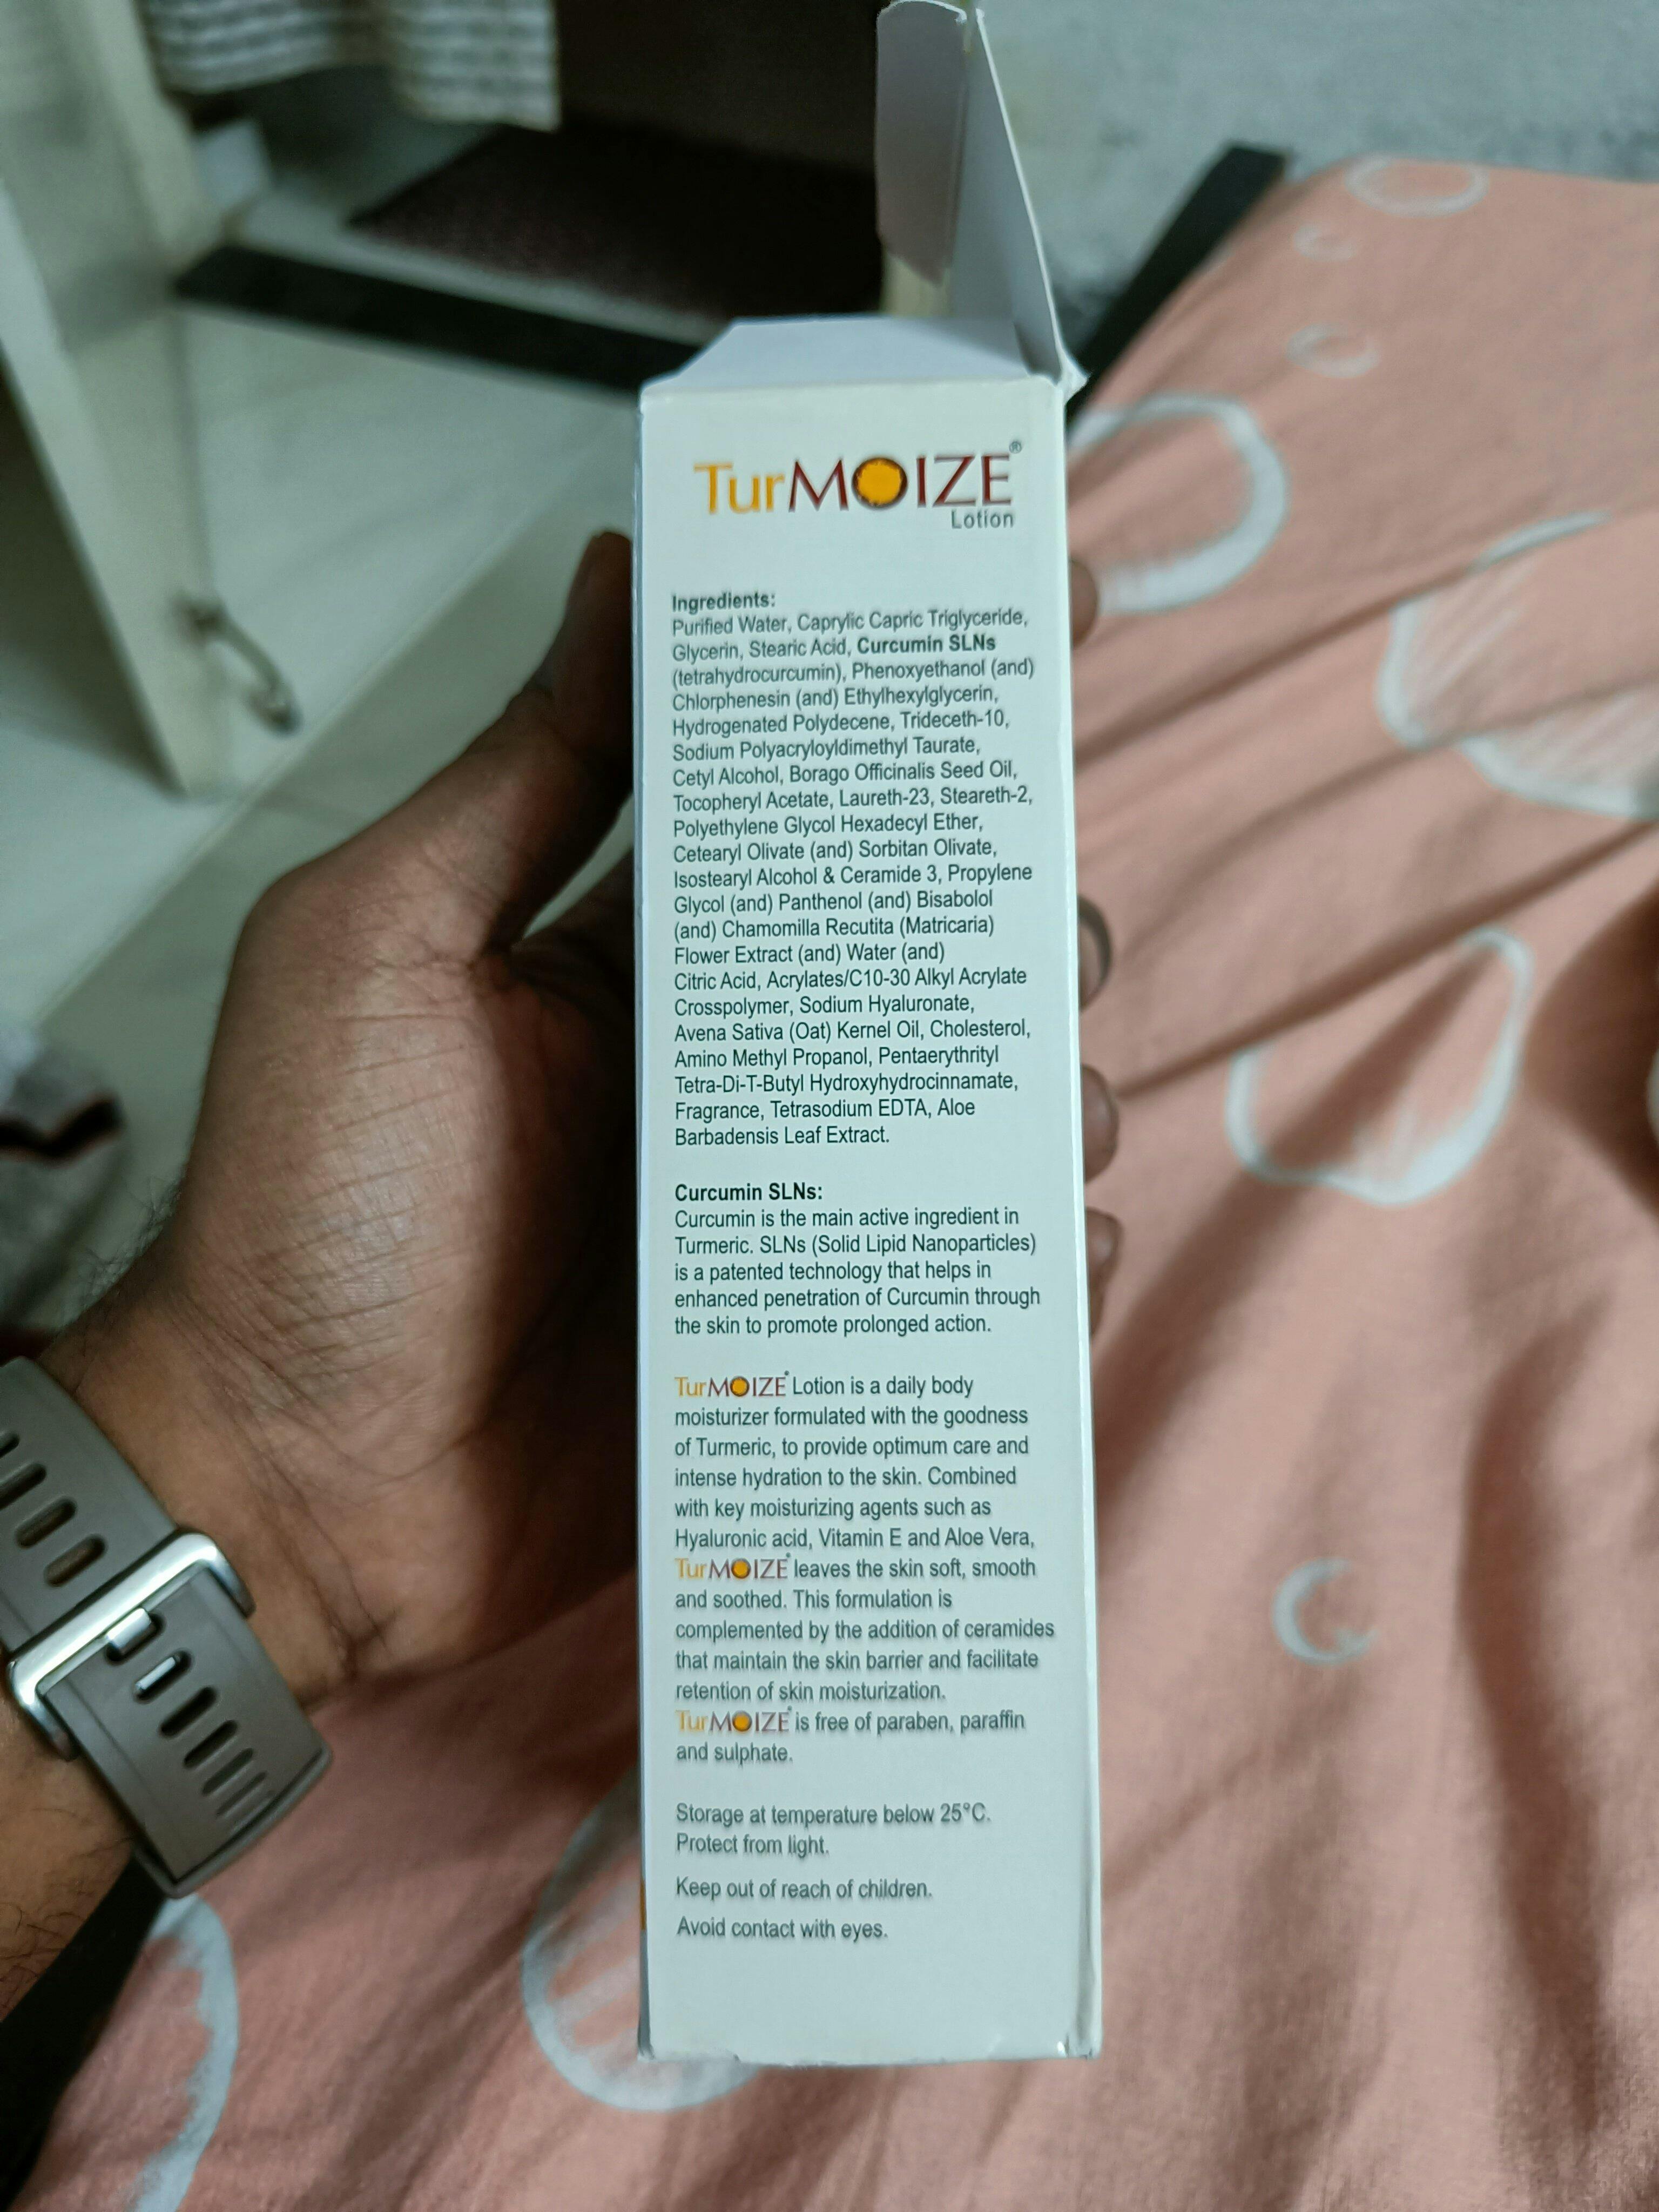 TurMOIZE®
Lotion
Ingredients:
Purified Water, Caprylic Capric Triglyceride,
Glycerin, Stearic Acid, Curcumin SLNs
(tetrahydrocurcumin), Phenoxyethanol (and)
Chlorphenesin (and) Ethylhexylglycerin,
Hydrogenated Polydecene, Trideceth-10,
Sodium Polyacryloyldimethyl Taurate,
Cetyl Alcohol, Borago Officinalis Seed Oil,
Tocopheryl Acetate, Laureth-23, Steareth-2,
Polyethylene Glycol Hexadecyl Ether,
Cetearyl Olivate (and) Sorbitan Olivate,
Isostearyl Alcohol & Ceramide 3, Propylene
Glycol (and) Panthenol (and) Bisabolol
(and) Chamomilla Recutita (Matricaria)
Flower Extract (and) Water (and)
Citric Acid, Acrylates/C10-30 Alkyl Acrylate
Crosspolymer, Sodium Hyaluronate,
Avena Sativa (Oat) Kernel Oil, Cholesterol,
Amino Methyl Propanol, Pentaerythrityl
Tetra-Di-T-Butyl Hydroxyhydrocinnamate,
Fragrance, Tetrasodium EDTA, Aloe
Barbadensis Leaf Extract.
Curcumin SLNs:
Curcumin is the main active ingredient in
Turmeric. SLNs (Solid Lipid Nanoparticles)
is a patented technology that helps in
enhanced penetration of Curcumin through
the skin to promote prolonged action.
TurMOIZE® Lotion is a daily body
moisturizer formulated with the goodness
of Turmeric, to provide optimum care and
intense hydration to the skin. Combined
with key moisturizing agents such as
Hyaluronic acid, Vitamin E and Aloe Vera,
TurMOIZE® leaves the skin soft, smooth
and soothed. This formulation is
complemented by the addition of ceramides
that maintain the skin barrier and facilitate
retention of skin moisturization.
TurMOIZE® is free of paraben, paraffin
and sulphate.
Storage at temperature below 25°C.
Protect from light.
Keep out of reach of children.
Avoid contact with eyes.